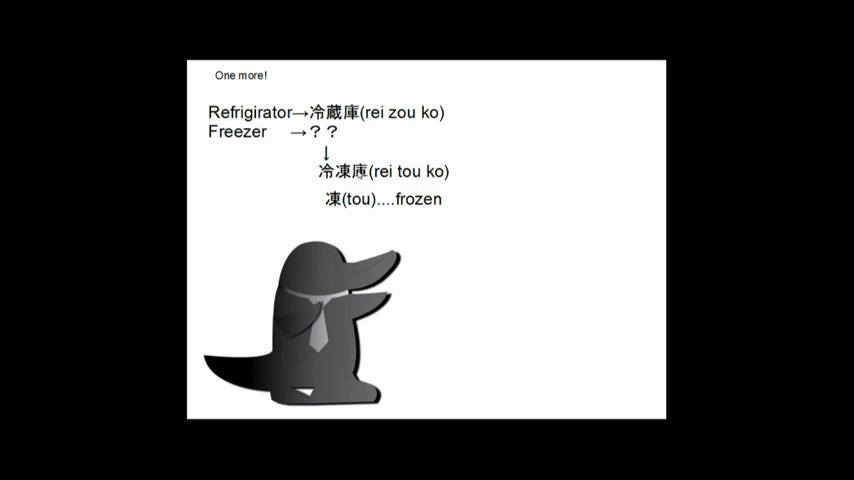 One more!
Refrigirator→冷蔵庫(rei zou ko)
Freezer →？？
↓
冷凍庫(rei tou ko)
凍(tou)....frozen